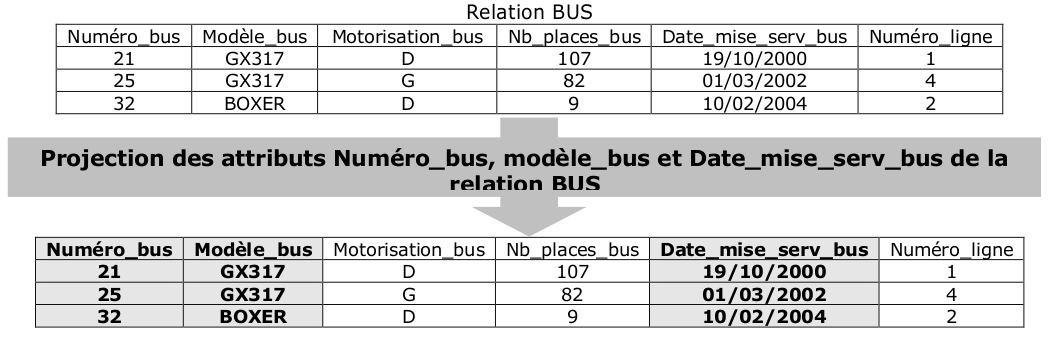 Relation BUS
Numéro_bus Modèle_bus Motorisation_bus Nb_places_bus Date_mise_serv_bus Numéro_ligne
21 GX317 D 107 19/10/2000 1
25 GX317 G 82 01/03/2002 4
32 BOXER D 9 10/02/2004 2
Projection des attributs Numéro_bus, modèle_bus et Date_mise_serv_bus de la
relation BUS
Numéro_bus Modèle_bus Motorisation_bus Nb_places_bus Date_mise_serv_bus Numéro_ligne
21 GX317 D 107 19/10/2000 1
25 GX317 G 82 01/03/2002 4
32 BOXER D 9 10/02/2004 2